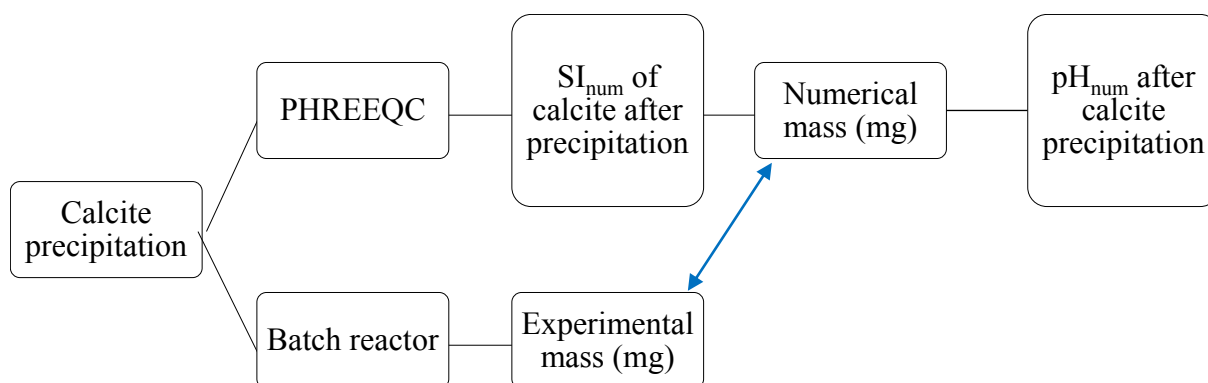 Calcite
precipitation
PHREEQC
SInum of
calcite after
precipitation
Numerical
mass (mg)
pHnum after
calcite
precipitation
Batch reactor
Experimental
mass (mg)